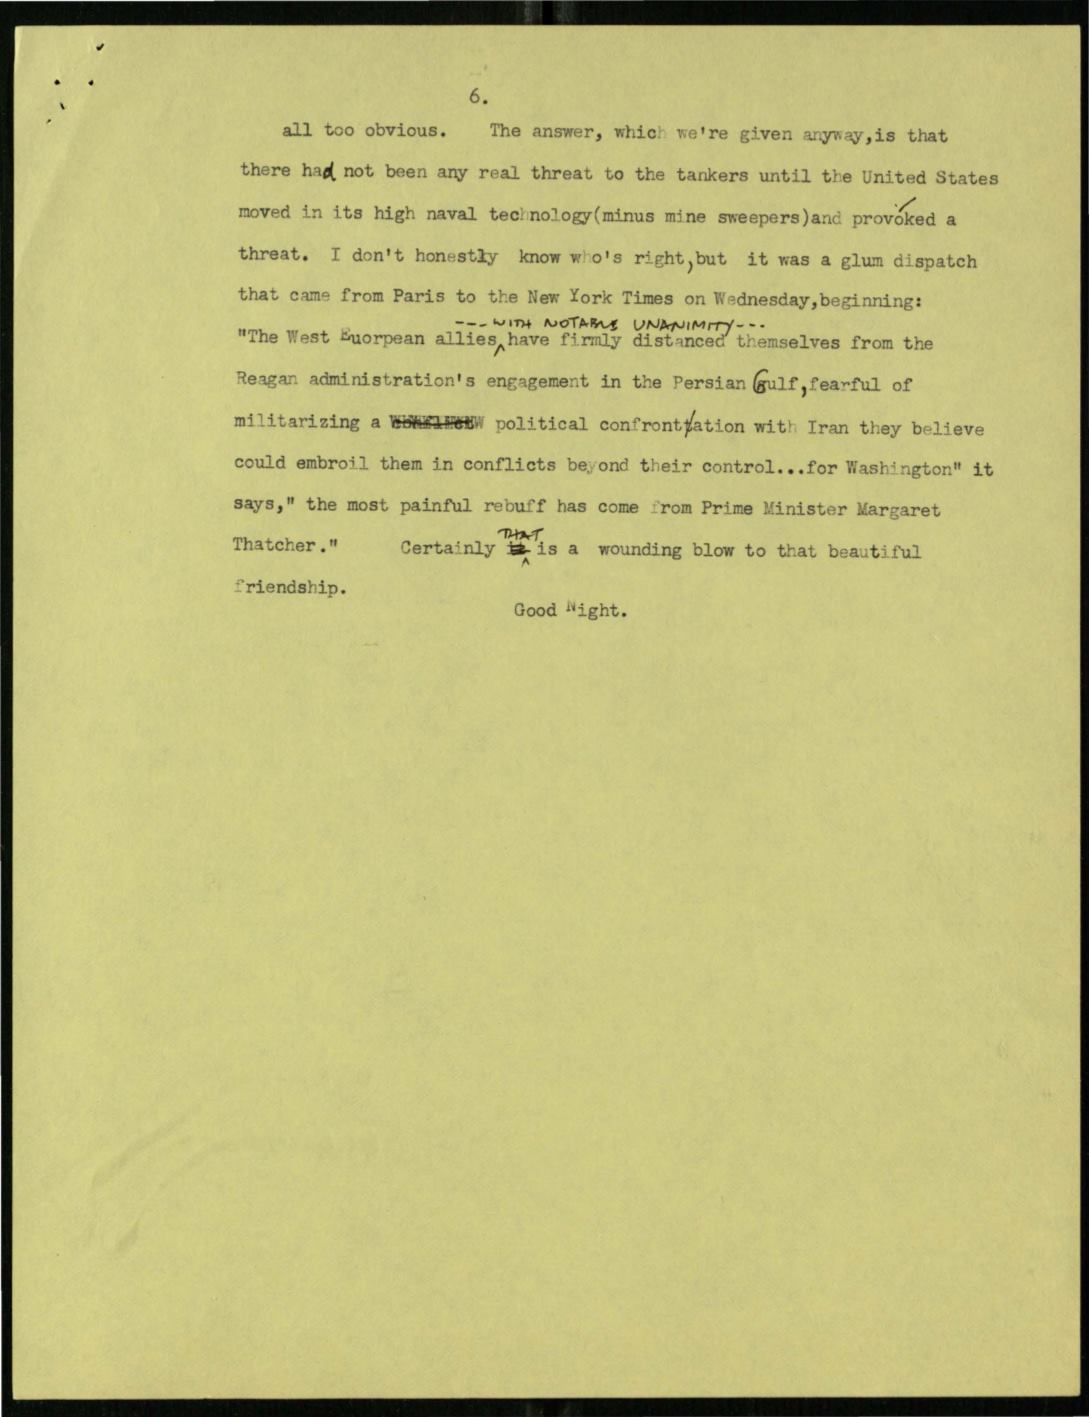 6.
all too obvious. The answer, which we're given anyway,is that
there had not been any real threat to the tankers until the United States
moved in its high naval technology(minus mine sweepers)and provoked a
threat. I don't honestly know who's right,but it was a glum dispatch
that came from Paris to the New York Times on Wednesday,beginning:
---WITH NOTABLE UNANIMITY---
"The West Euorpean allies have firmly distanced themselves from the
Reagan administration's engagement in the Persian Gulf,fearful of
militarizing a political confronttation with Iran they believe
could embroil them in conflicts beyond their control...for Washington" it
says," the most painful rebuff has come from Prime Minister Margaret
THAT
Thatcher." Certainly it is a wounding blow to that beautiful
friendship.
Good Night.